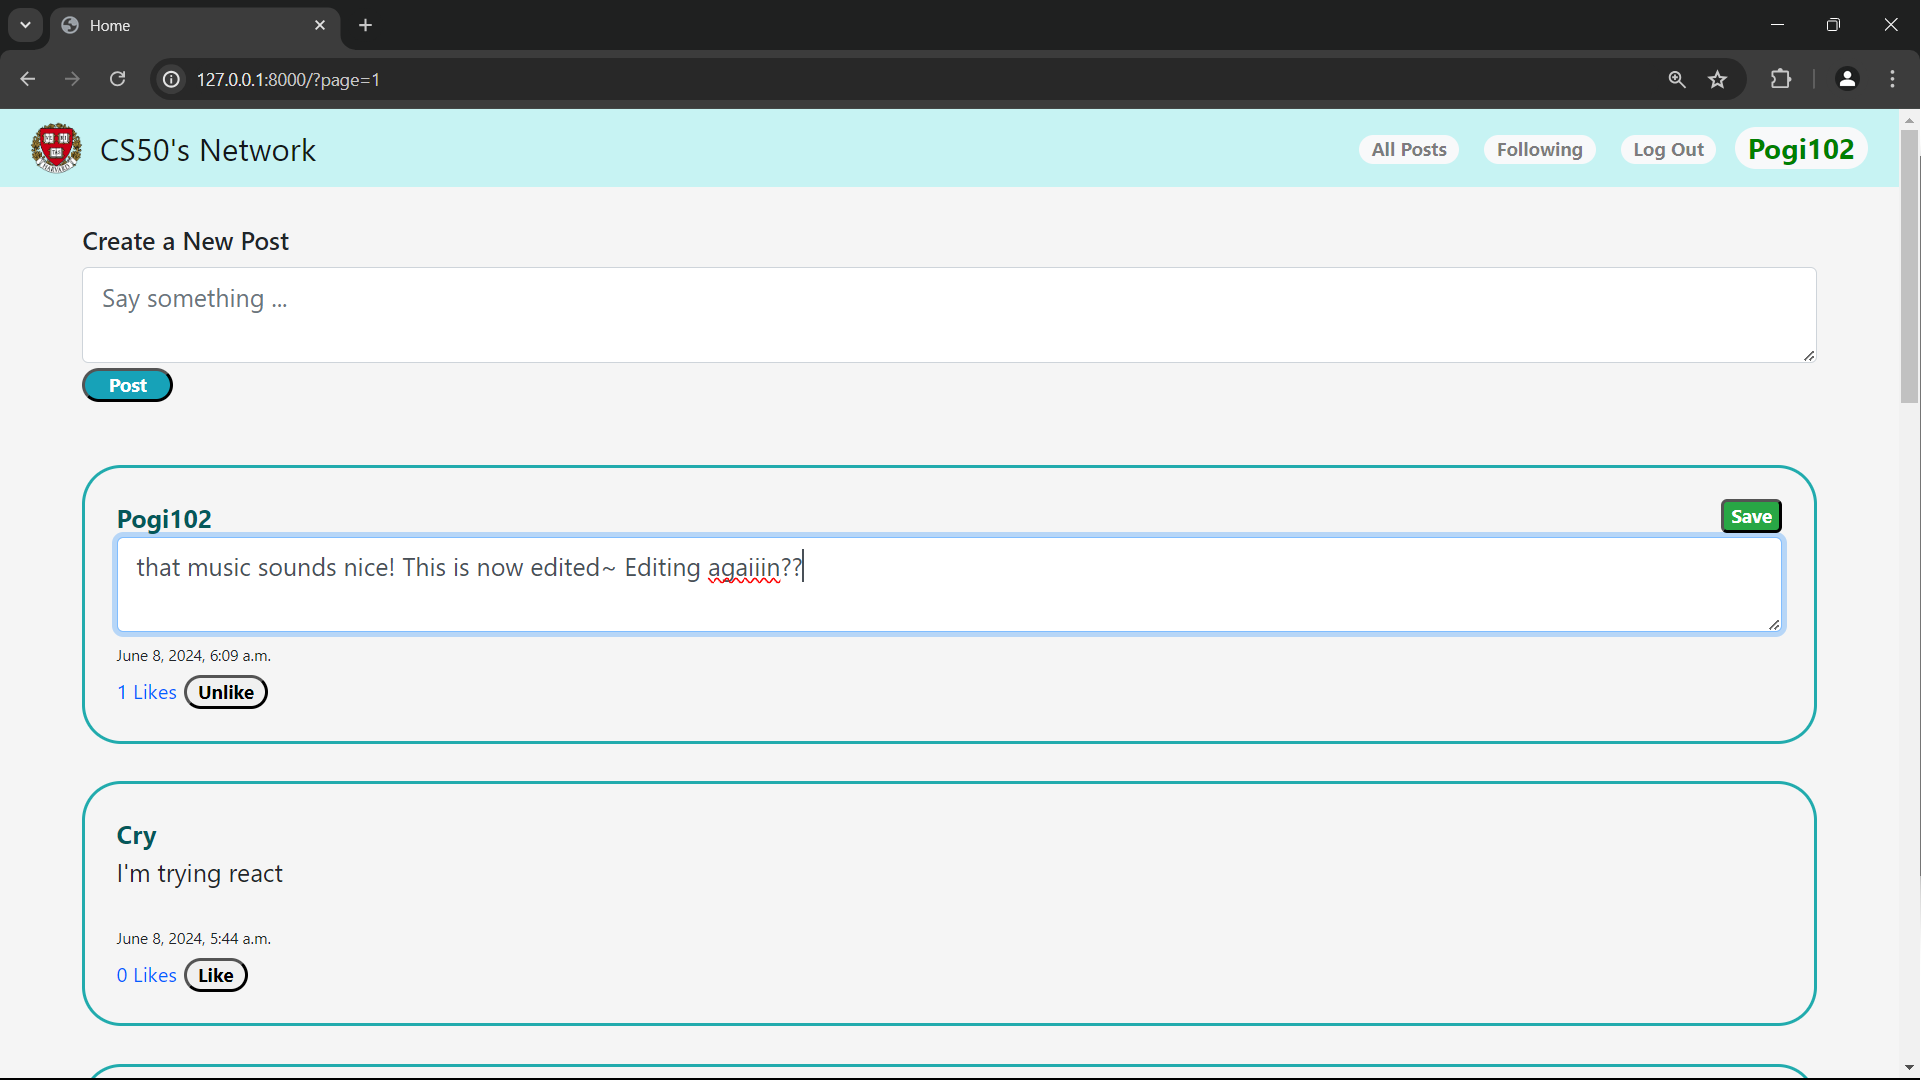 Home
127.0.0.1:8000/?page=1
CS50's Network
All Posts
Following
Log Out
Pogi102
Create a New Post
Say something ...
Post
Pogi102
Save
that music sounds nice! This is now edited~ Editing agaiiin??
June 8, 2024, 6:09 a.m.
1 Likes
Unlike
Cry
I'm trying react
June 8, 2024, 5:44 a.m.
0 Likes
Like